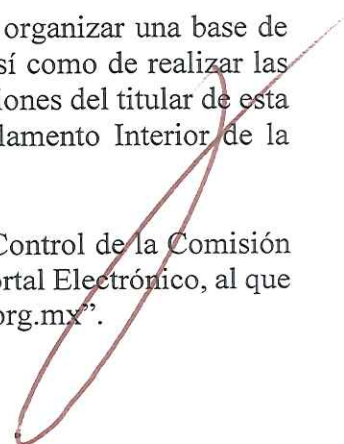 organizar una base de
sí como de realizar las
iones del titular de esta
lamento Interior de la
Control de la Comisión
ortal Electrónico, al que
org.mx”.